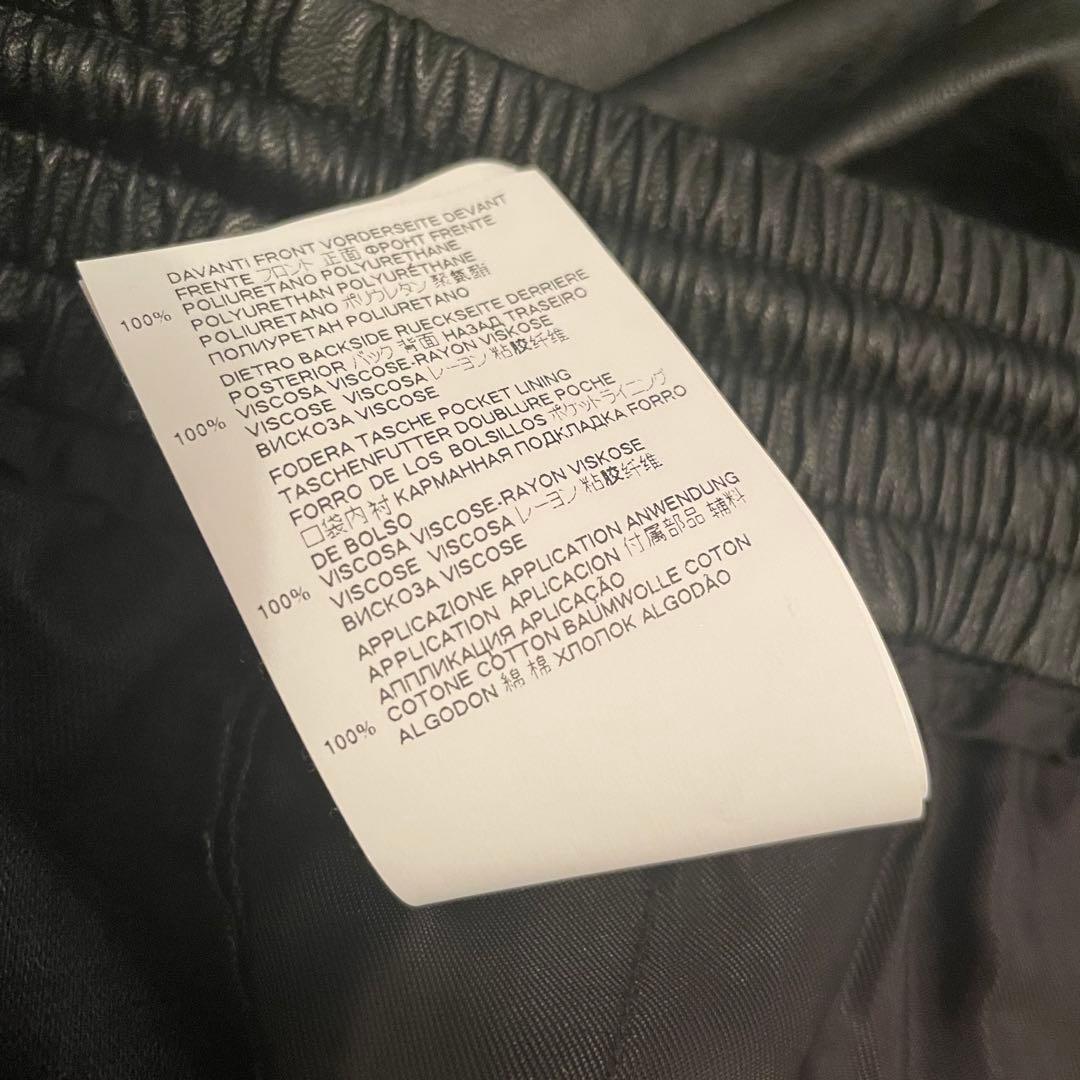 DAVANTI FRONT VORDERSEITE DEVANT
FRENTE フロント 正面 ФРОНТ FRENTE
100% POLIURETANO POLYURETHANE
POLYURETHAN POLYURÉTHANE
POLIURETANO ポリウレタン 聚氨酯
ПОЛИУРЕТАН POLIURETANO
DIETRO BACKSIDE RUECKSEITE DERRIERE
POSTERIOR バック 背面 НАЗАД TRASEIRO
100% VISCOSA VISCOSE-RAYON VISKOSE
VISCOSE VISCOSA レーヨン 粘胶纤维
ВИСКОЗА VISCOSE
FODERA TASCHE POCKET LINING
TASCHENFUTTER DOUBLURE POCHE
FORRO DE LOS BOLSILLOS ポケットライニング
口袋内衬 КАРМАННАЯ ПОДКЛАДКА FORRO
DE BOLSO
100% VISCOSA VISCOSE-RAYON VISKOSE
VISCOSE VISCOSA レーヨン 粘胶纤维
ВИСКОЗА VISCOSE
APPLICAZIONE APPLICATION ANWENDUNG
APPLICATION APLICACION 付属部品 辅料
АППЛИКАЦИЯ APLICAÇÃO
100% COTONE COTTON BAUMWOLLE COTON
ALGODON 綿 棉 ХЛОПОК ALGODÃO